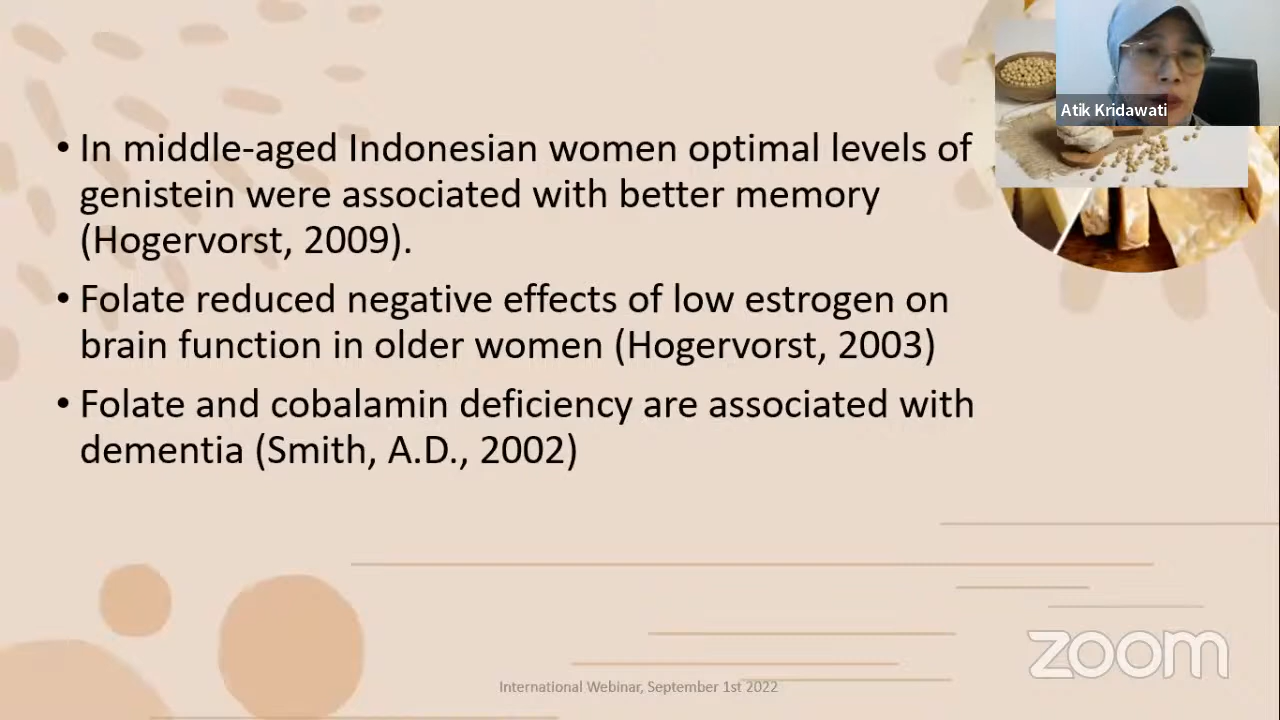 Atik Kridawati
• In middle-aged Indonesian women optimal levels of
genistein were associated with better memory
(Hogervorst, 2009).
• Folate reduced negative effects of low estrogen on
brain function in older women (Hogervorst, 2003)
• Folate and cobalamin deficiency are associated with
dementia (Smith, A.D., 2002)
zoom
International Webinar, September 1st 2022